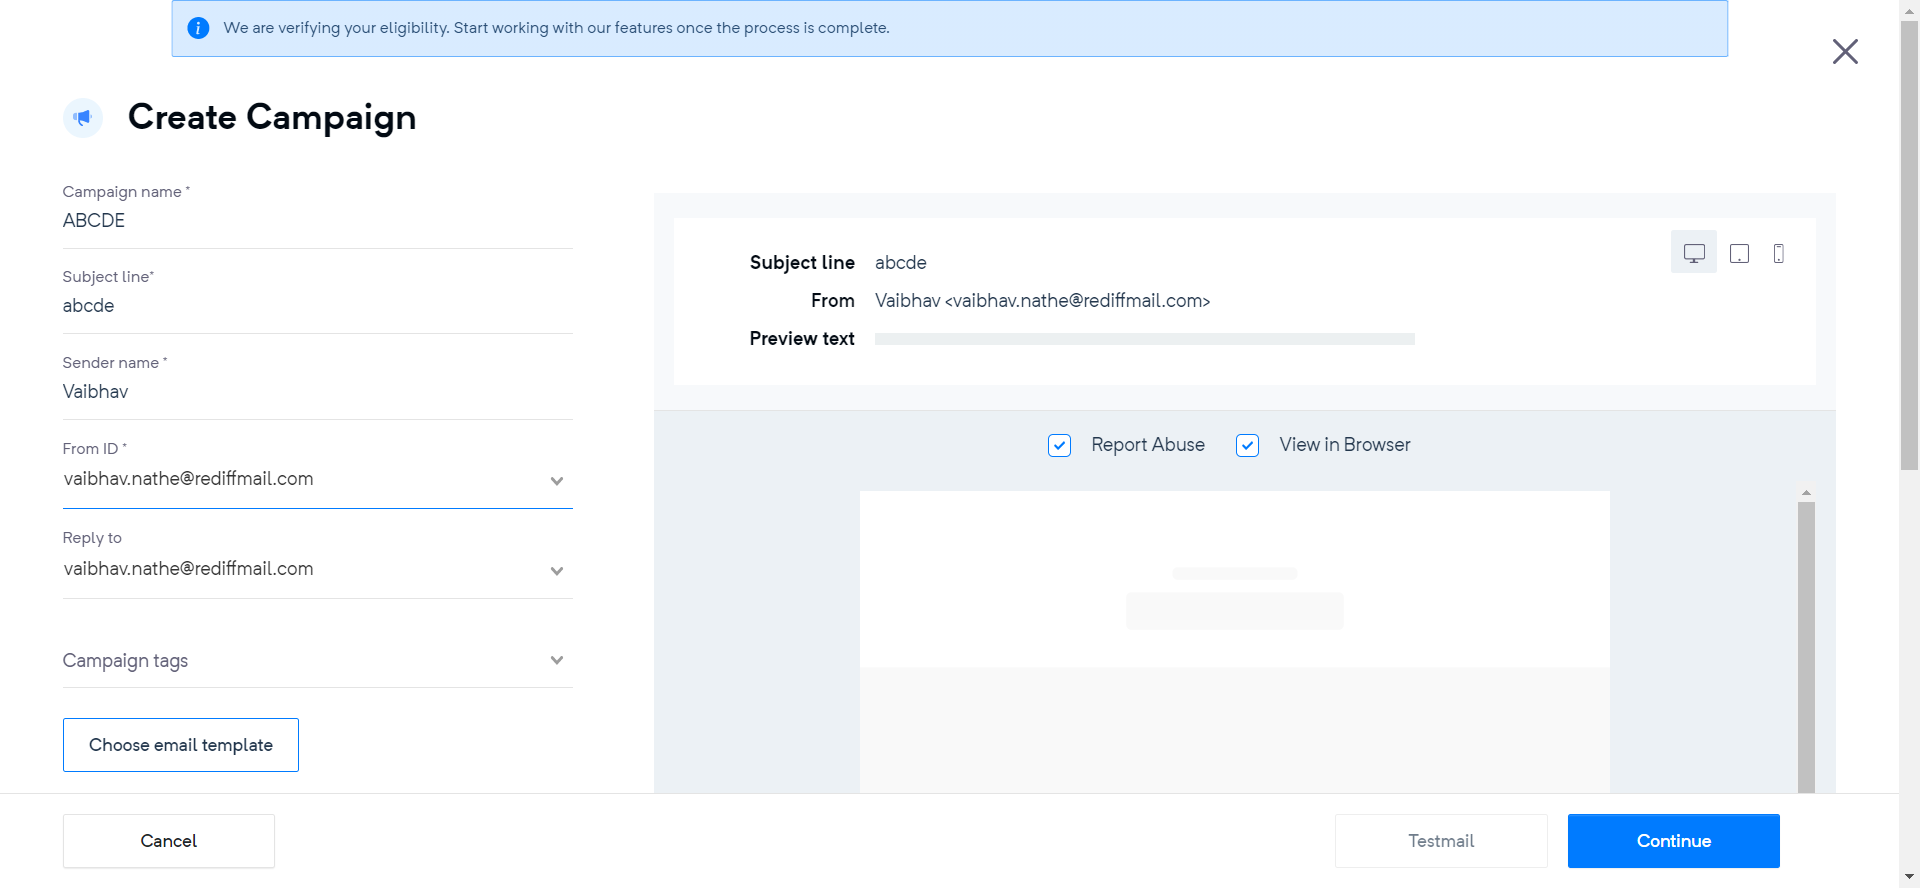 We are verifying your eligibility. Start working with our features once the process is complete.
Create Campaign
Campaign name *
ABCDE
Subject line*
abcde
Sender name *
Vaibhav
From ID *
vaibhav.nathe@rediffmail.com
Reply to
vaibhav.nathe@rediffmail.com
Campaign tags
Choose email template
Subject line abcde
From Vaibhav <vaibhav.nathe@rediffmail.com>
Preview text
Report Abuse View in Browser
Cancel Testmail Continue